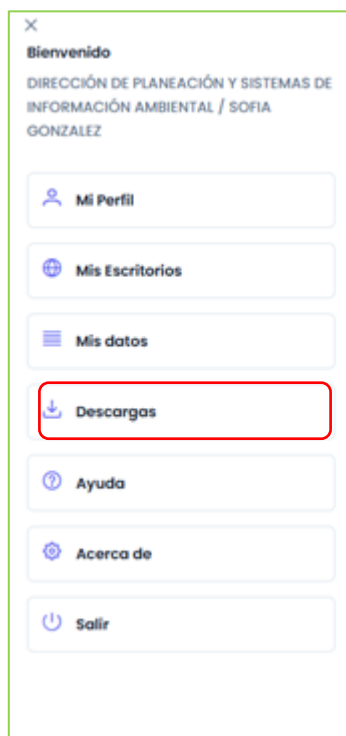 Bienvenido
DIRECCIÓN DE PLANEACIÓN Y SISTEMAS DE
INFORMACIÓN AMBIENTAL / SOFIA
GONZALEZ
Mi Perfil
Mis Escritorios
Mis datos
Descargas
Ayuda
Acerca de
Salir